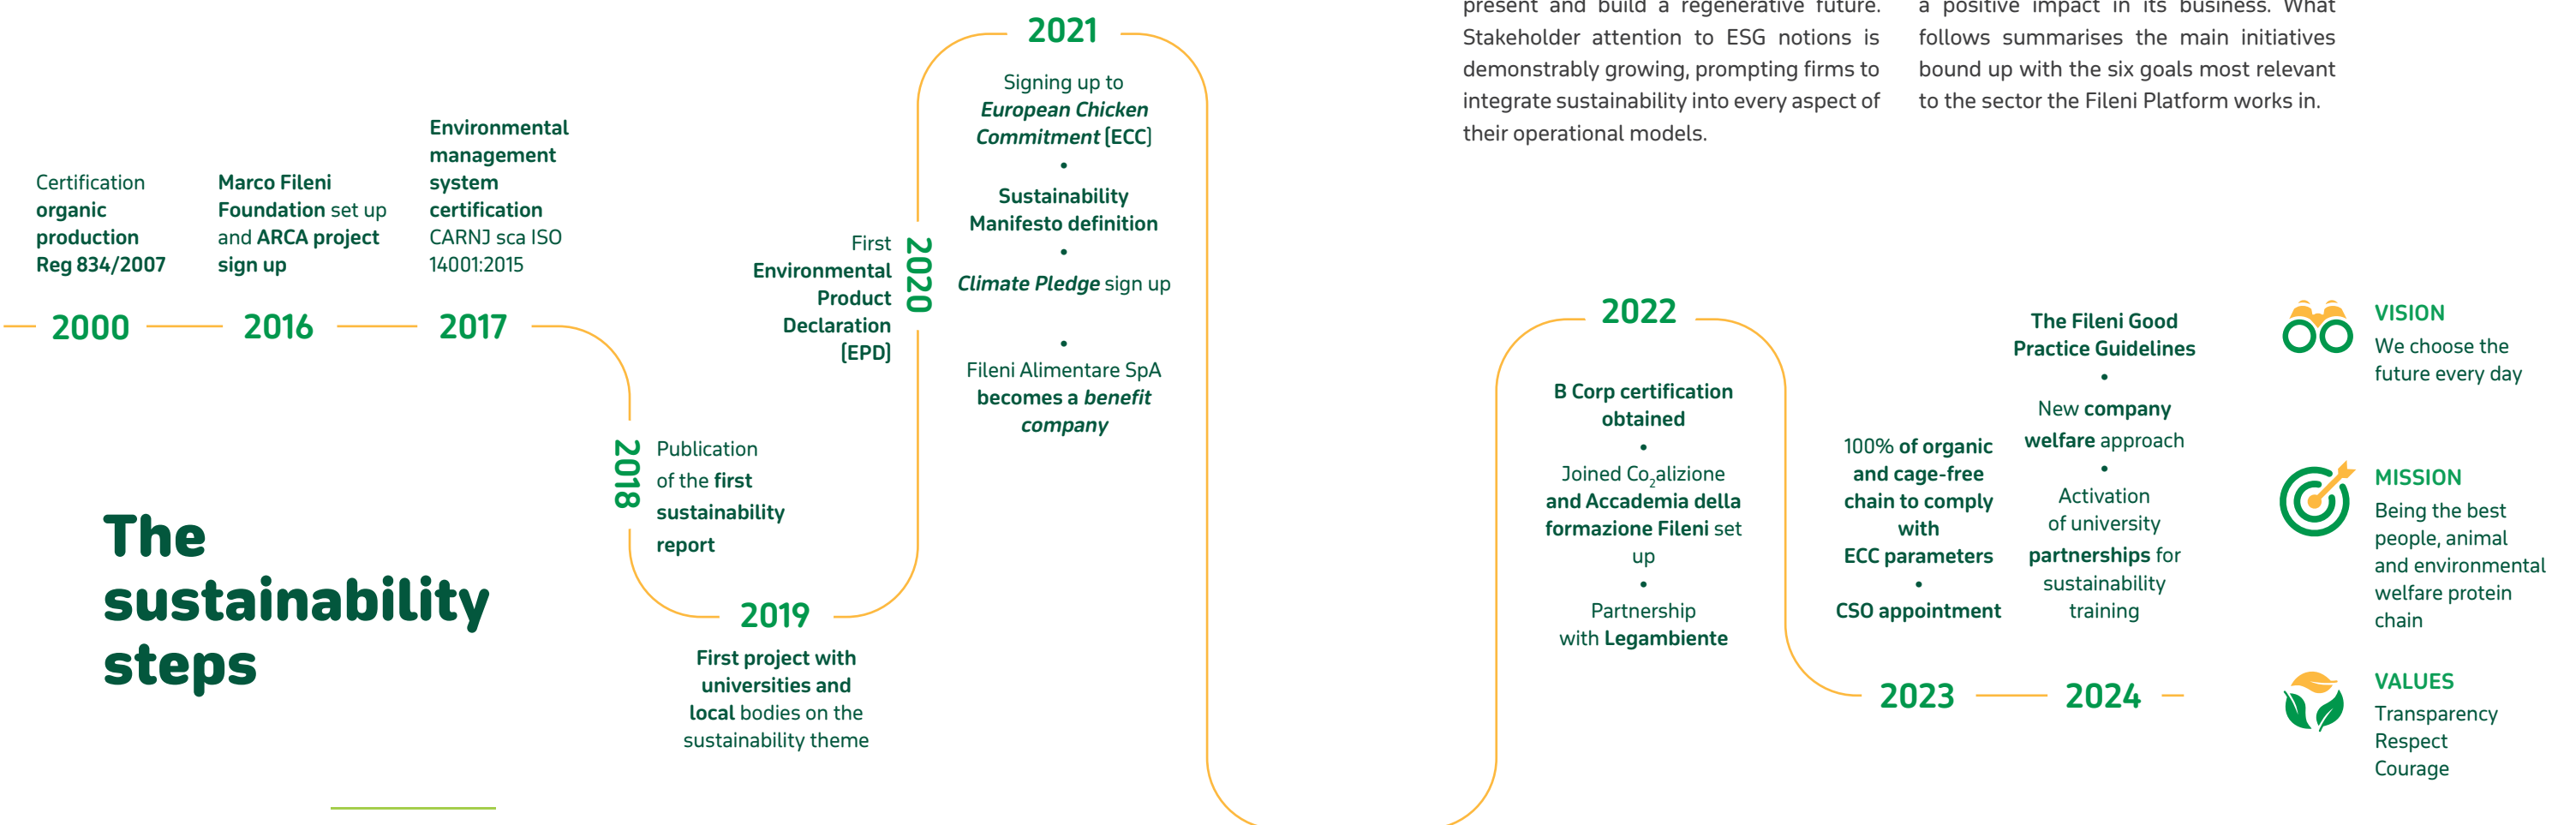 present and build a regenerative future.
Stakeholder attention to ESG notions is
demonstrably growing, prompting firms to
integrate sustainability into every aspect of
their operational models.
a positive impact in its business. What
follows summarises the main initiatives
bound up with the six goals most relevant
to the sector the Fileni Platform works in.
The
sustainability
steps
Certification
organic
production
Reg 834/2007
2000
Marco Fileni
Foundation set up
and ARCA project
sign up
2016
Environmental
management
system
certification
CARNJ sca ISO
14001:2015
2017
2018
Publication
of the first
sustainability
report
2019
First project with
universities and
local bodies on the
sustainability theme
First
Environmental
Product
Declaration
(EPD)
2020
2021
Signing up to
European Chicken
Commitment (ECC)
•
Sustainability
Manifesto definition
•
Climate Pledge sign up
•
Fileni Alimentare SpA
becomes a benefit
company
2022
B Corp certification
obtained
•
Joined Co₂alizione
and Accademia della
formazione Fileni set
up
•
Partnership
with Legambiente
100% of organic
and cage-free
chain to comply
with
ECC parameters
•
CSO appointment
2023
The Fileni Good
Practice Guidelines
•
New company
welfare approach
•
Activation
of university
partnerships for
sustainability
training
2024
VISION
We choose the
future every day
MISSION
Being the best
people, animal
and environmental
welfare protein
chain
VALUES
Transparency
Respect
Courage